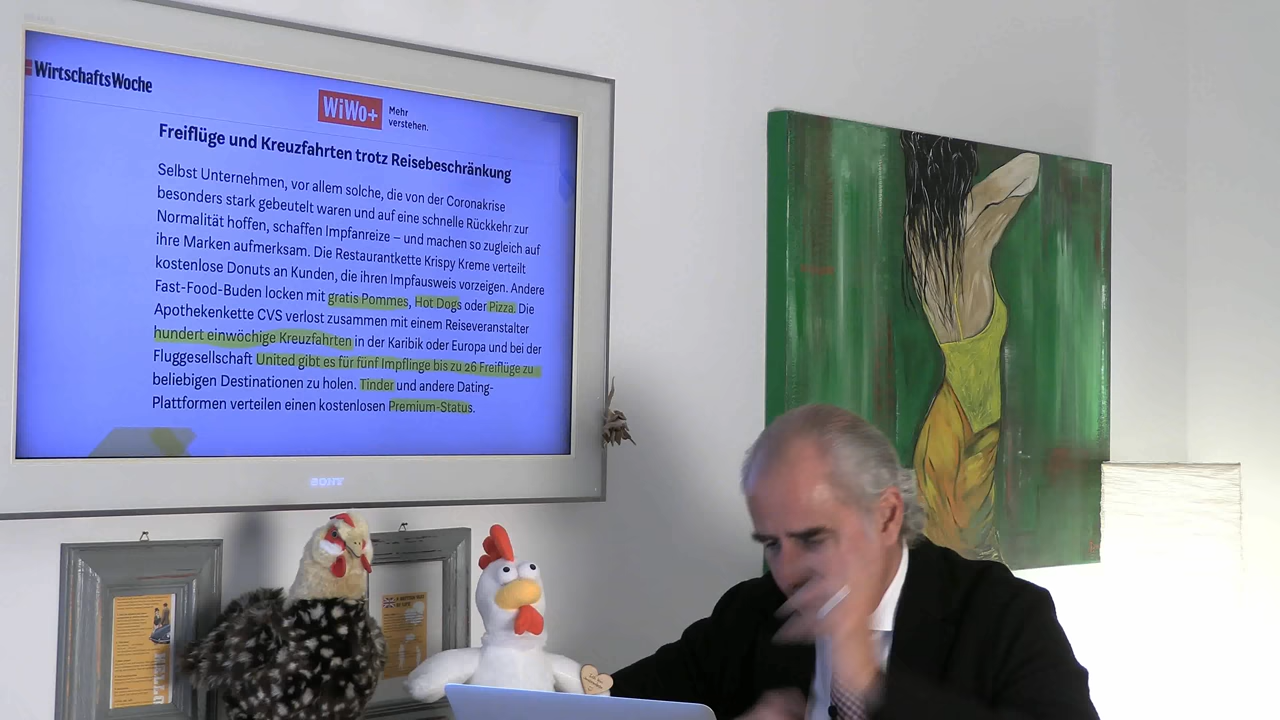 WirtschaftsWoche
WiWo+ Mehr
verstehen.
Freiflüge und Kreuzfahrten trotz Reisebeschränkung
Selbst Unternehmen, vor allem solche, die von der Coronakrise
besonders stark gebeutelt waren und auf eine schnelle Rückkehr zur
Normalität hoffen, schaffen Impfanreize – und machen so zugleich auf
ihre Marken aufmerksam. Die Restaurantkette Krispy Kreme verteilt
kostenlose Donuts an Kunden, die ihren Impfausweis vorzeigen. Andere
Fast-Food-Buden locken mit gratis Pommes, Hot Dogs oder Pizza. Die
Apothekenkette CVS verlost zusammen mit einem Reiseveranstalter
hundert einwöchige Kreuzfahrten in der Karibik oder Europa und bei der
Fluggesellschaft United gibt es für fünf Impflinge bis zu 26 Freiflüge zu
beliebigen Destinationen zu holen. Tinder und andere Dating-
Plattformen verteilen einen kostenlosen Premium-Status.
SONY